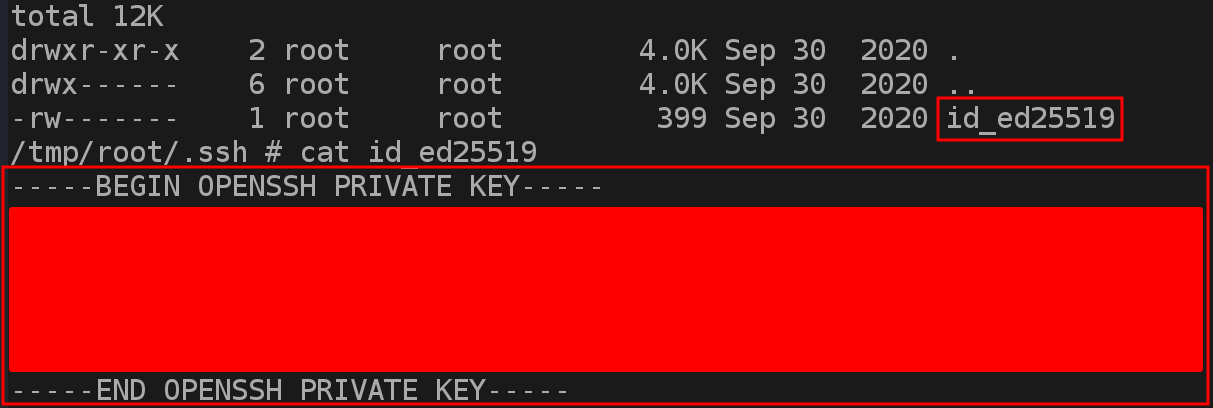 total 12K
drwxr-xr-x    2 root     root        4.0K Sep 30  2020 .
drwx------    6 root     root        4.0K Sep 30  2020 ..
-rw-------    1 root     root         399 Sep 30  2020 id_ed25519
/tmp/root/.ssh # cat id_ed25519
-----BEGIN OPENSSH PRIVATE KEY-----
-----END OPENSSH PRIVATE KEY-----